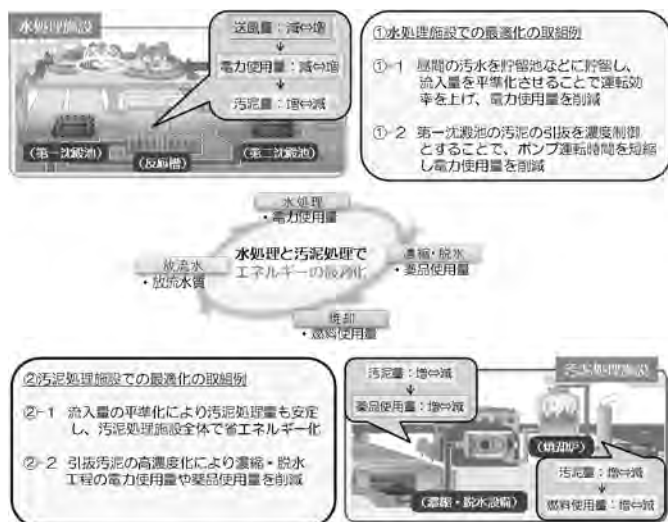 水処理施設
送風量：減⇔増
電力使用量：減⇔増
汚泥量：増⇔減
（第一沈殿池）
（反応槽）
（第二沈殿池）
①水処理施設での最適化の取組例
①-1 昼間の汚水を貯留池などに貯留し、
流入量を平準化させることで運転効
率を上げ、電力使用量を削減
①-2 第一沈殿池の汚泥の引抜を濃度制御
とすることで、ポンプ運転時間を短縮
し電力使用量を削減
水処理
・電力使用量
水処理と汚泥処理で
エネルギーの最適化
放流水
・放流水質
濃縮・脱水
・薬品使用量
焼却
・燃料使用量
②汚泥処理施設での最適化の取組例
②-1 流入量の平準化により汚泥処理量も安定
し、汚泥処理施設全体で省エネルギー化
②-2 引抜汚泥の高濃度化により濃縮・脱水
工程の電力使用量や薬品使用量を削減
汚泥処理施設
汚泥量：増⇔減
薬品使用量：増⇔減
（焼却炉）
（濃縮・脱水設備）
汚泥量：増⇔減
燃料使用量：増⇔減